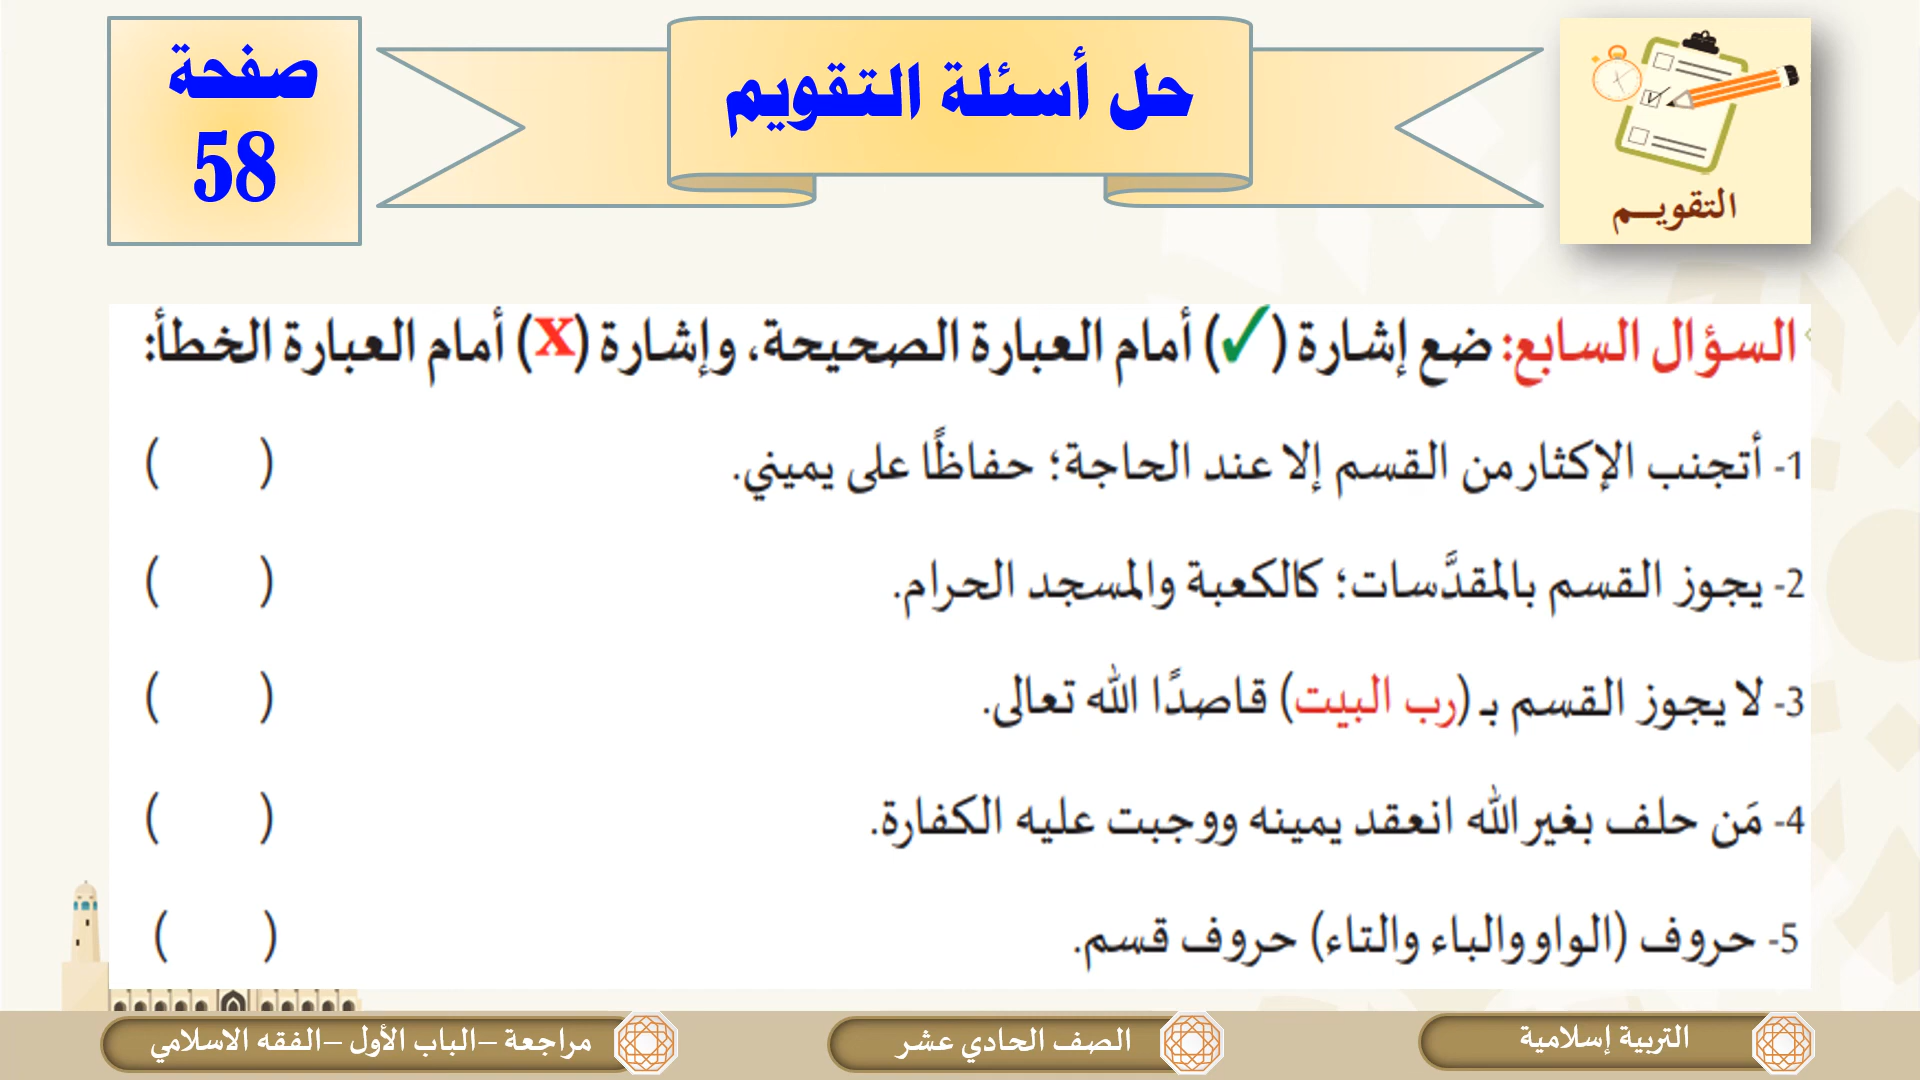 التقويـــم
حل أسئلة التقويم
صفحة
58
السؤال السابع: ضع إشارة (✓) أمام العبارة الصحيحة، وإشارة (X) أمام العبارة الخطأ:
1- أتجنب الإكثار من القسم إلا عند الحاجة؛ حفاظًا على يميني. ( )
2- يجوز القسم بالمقدَّسات؛ كالكعبة والمسجد الحرام. ( )
3- لا يجوز القسم بـ (رب البيت) قاصدًا الله تعالى. ( )
4- مَن حلف بغير الله انعقد يمينه ووجبت عليه الكفارة. ( )
5- حروف (الواو والباء والتاء) حروف قسم. ( )
التربية إسلامية
الصف الحادي عشر
مراجعة –الباب الأول –الفقه الاسلامي